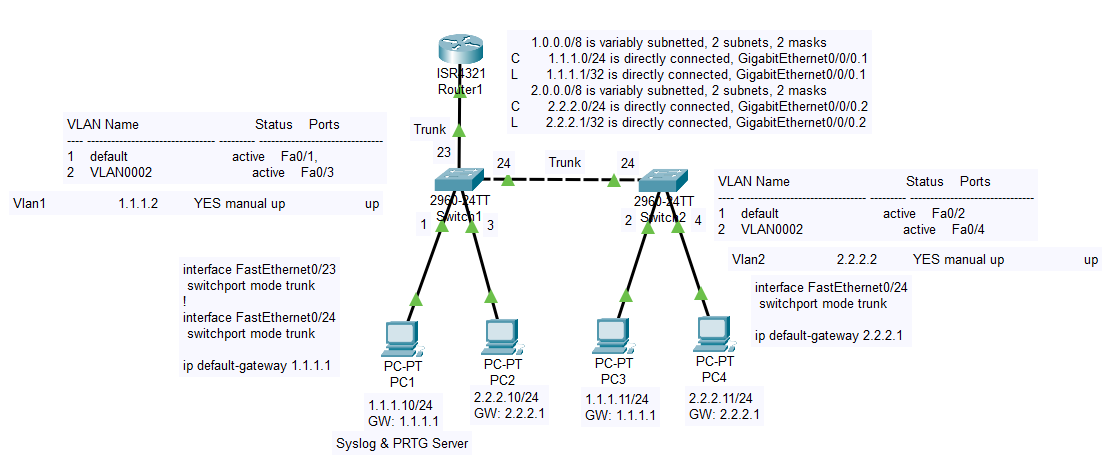 1.0.0.0/8 is variably subnetted, 2 subnets, 2 masks
C 1.1.1.0/24 is directly connected, GigabitEthernet0/0/0.1
L 1.1.1.1/32 is directly connected, GigabitEthernet0/0/0.1
2.0.0.0/8 is variably subnetted, 2 subnets, 2 masks
C 2.2.2.0/24 is directly connected, GigabitEthernet0/0/0.2
L 2.2.2.1/32 is directly connected, GigabitEthernet0/0/0.2
ISR4321
Router1
VLAN Name Status Ports
---- -------------------------------- --------- -------------------------------
1 default active Fa0/1,
2 VLAN0002 active Fa0/3
Vlan1 1.1.1.2 YES manual up up
Trunk
23
24
Trunk
24
2960-24TT
Switch1
2960-24TT
Switch2
1
3
2
4
VLAN Name Status Ports
---- -------------------------------- --------- -------------------------------
1 default active Fa0/2
2 VLAN0002 active Fa0/4
Vlan2 2.2.2.2 YES manual up up
interface FastEthernet0/23
switchport mode trunk
!
interface FastEthernet0/24
switchport mode trunk
ip default-gateway 1.1.1.1
interface FastEthernet0/24
switchport mode trunk
ip default-gateway 2.2.2.1
PC-PT
PC1
1.1.1.10/24
GW: 1.1.1.1
Syslog & PRTG Server
PC-PT
PC2
2.2.2.10/24
GW: 2.2.2.1
PC-PT
PC3
1.1.1.11/24
GW: 1.1.1.1
PC-PT
PC4
2.2.2.11/24
GW: 2.2.2.1